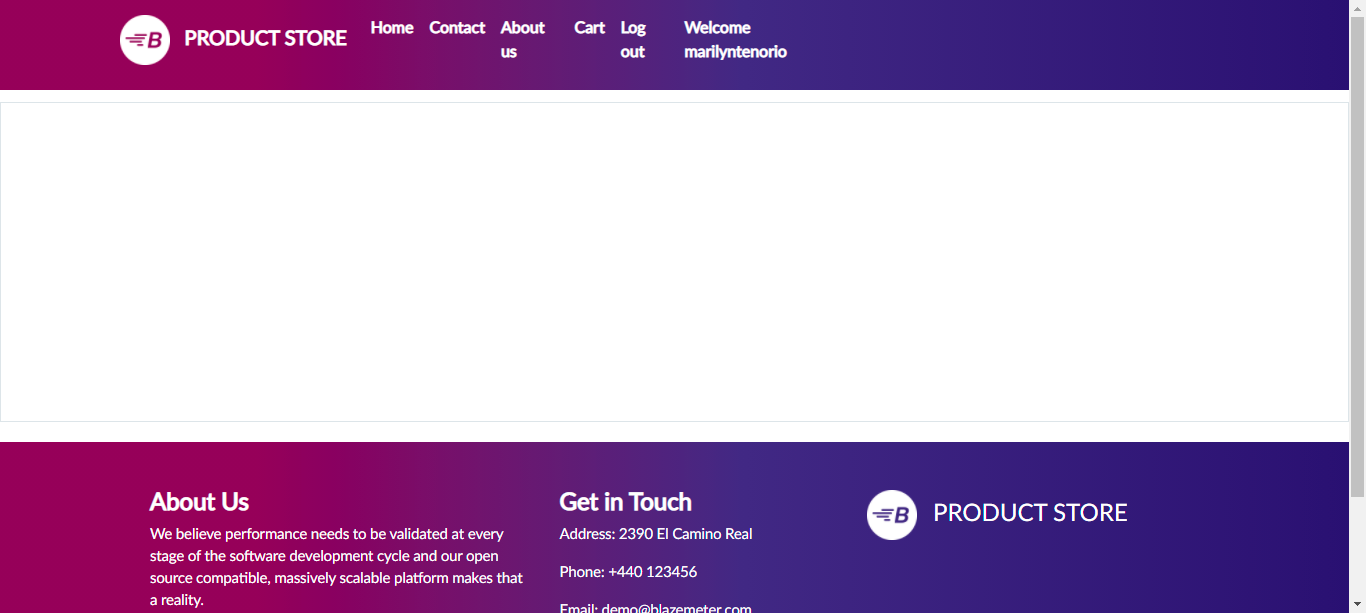 B PRODUCT STORE Home Contact About us Cart Log out Welcome marilyntenorio
About Us
We believe performance needs to be validated at every
stage of the software development cycle and our open
source compatible, massively scalable platform makes that
a reality.
Get in Touch
Address: 2390 El Camino Real
Phone: +440 123456
Email: demo@blazemeter.com
B PRODUCT STORE